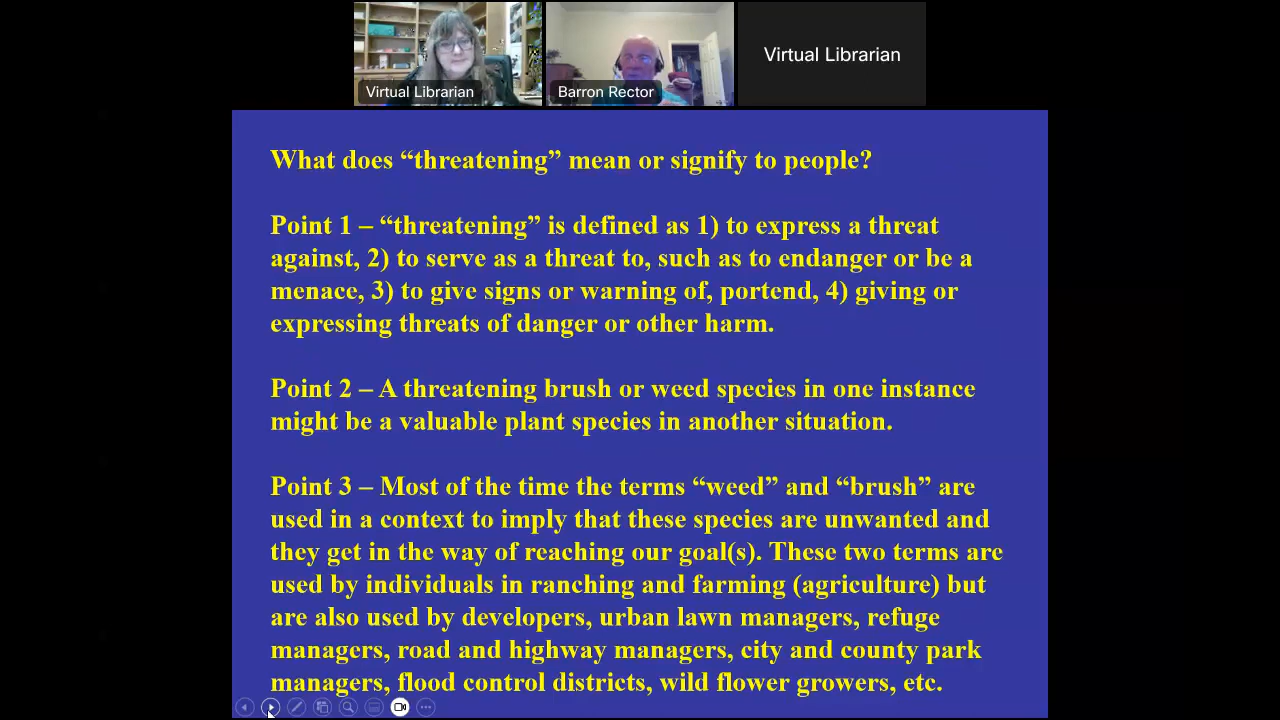 Virtual Librarian
Virtual Librarian
Barron Rector
What does “threatening” mean or signify to people?
Point 1 – “threatening” is defined as 1) to express a threat
against, 2) to serve as a threat to, such as to endanger or be a
menace, 3) to give signs or warning of, portend, 4) giving or
expressing threats of danger or other harm.
Point 2 – A threatening brush or weed species in one instance
might be a valuable plant species in another situation.
Point 3 – Most of the time the terms “weed” and “brush” are
used in a context to imply that these species are unwanted and
they get in the way of reaching our goal(s). These two terms are
used by individuals in ranching and farming (agriculture) but
are also used by developers, urban lawn managers, refuge
managers, road and highway managers, city and county park
managers, flood control districts, wild flower growers, etc.